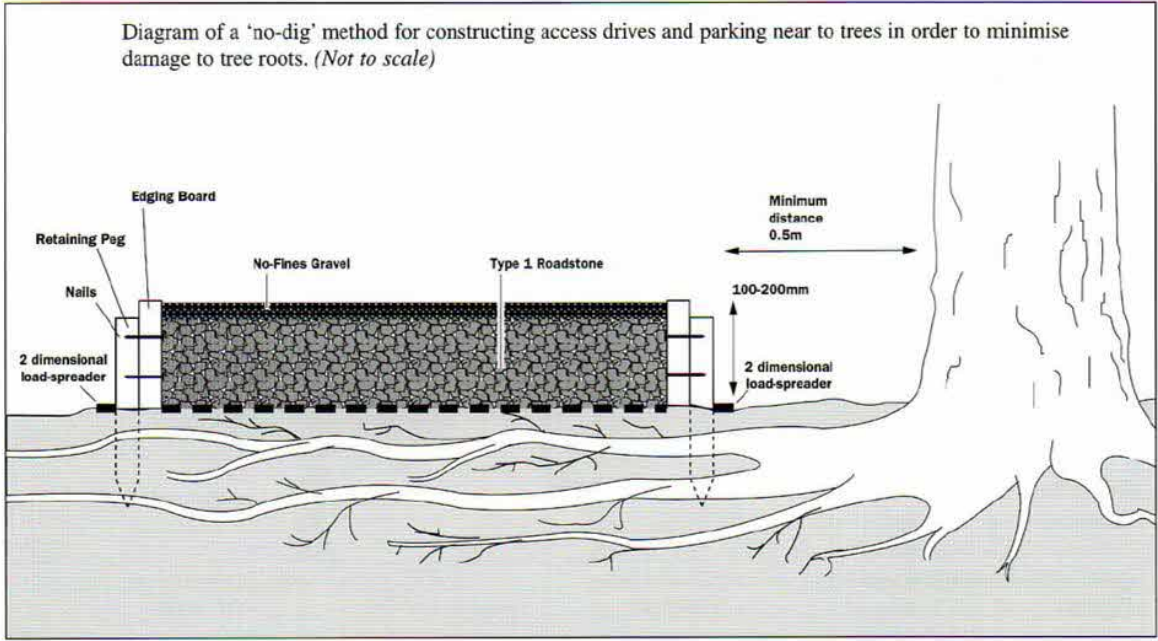 Diagram of a ‘no-dig’ method for constructing access drives and parking near to trees in order to minimise
damage to tree roots. (Not to scale)
Edging Board
Retaining Peg
Nails
2 dimensional
load-spreader
No-Fines Gravel
Type 1 Roadstone
Minimum
distance
0.5m
100-200mm
2 dimensional
load-spreader